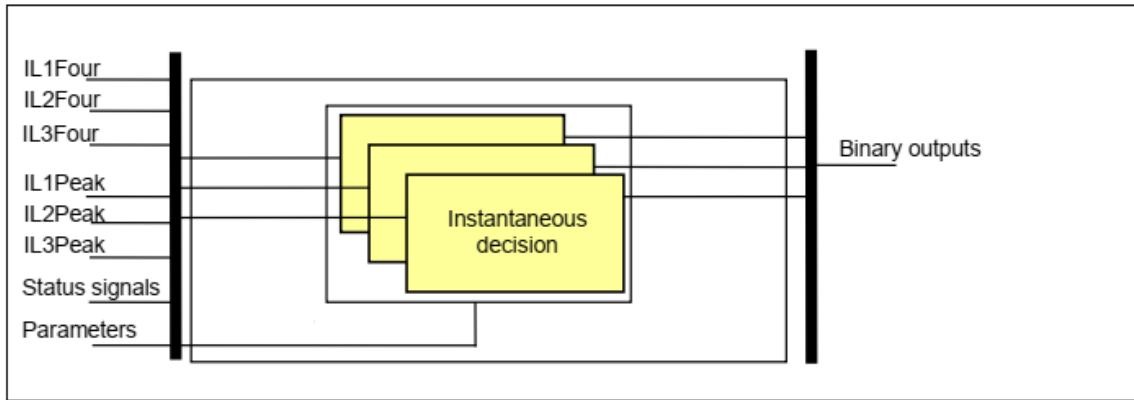 IL1Four
IL2Four
IL3Four
IL1Peak
IL2Peak
IL3Peak
Status signals
Parameters
Instantaneous
decision
Binary outputs